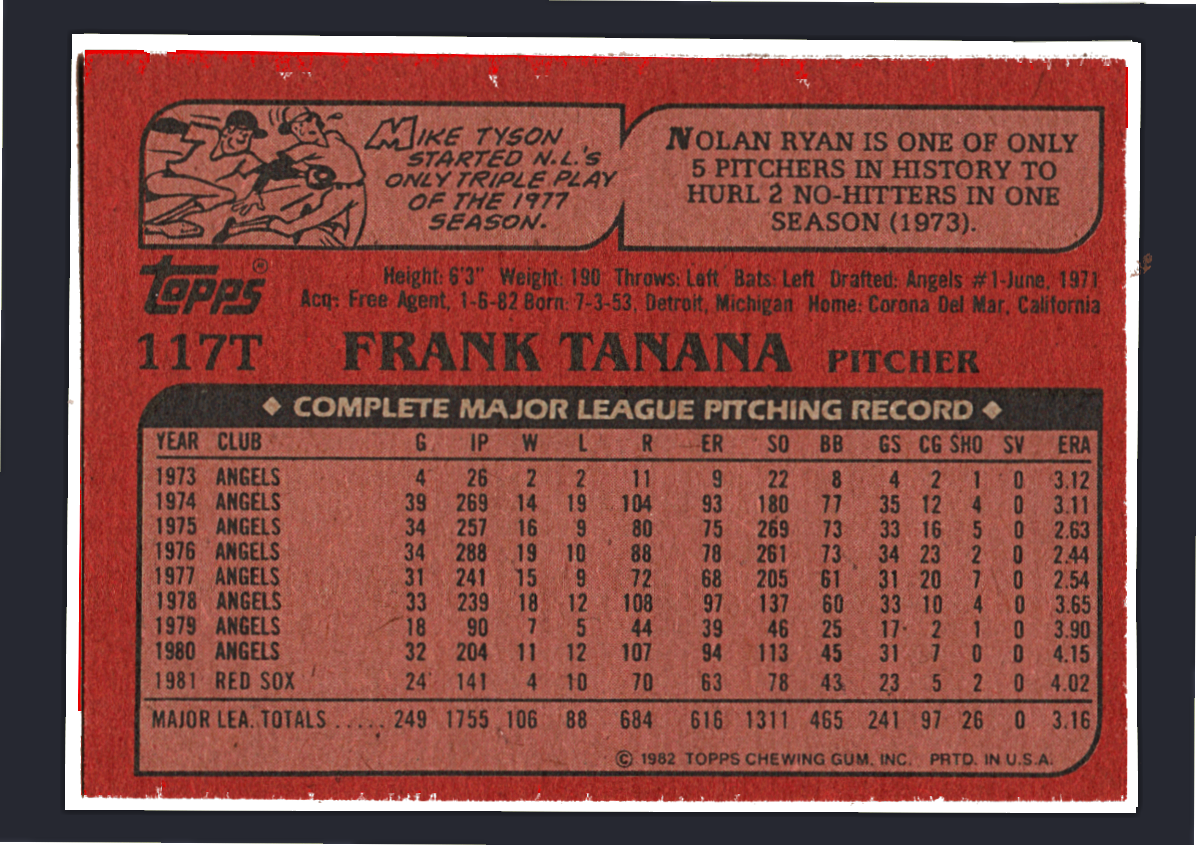 MIKE TYSON
STARTED N.L.'S
ONLY TRIPLE PLAY
OF THE 1977
SEASON.
NOLAN RYAN IS ONE OF ONLY
5 PITCHERS IN HISTORY TO
HURL 2 NO-HITTERS IN ONE
SEASON (1973).
Topps®
Height: 6'3" Weight: 190 Throws: Left Bats: Left Drafted: Angels #1-June, 1971
Acq: Free Agent, 1-6-82 Born: 7-3-53, Detroit, Michigan Home: Corona Del Mar, California
117T FRANK TANANA PITCHER
◆ COMPLETE MAJOR LEAGUE PITCHING RECORD ◆
YEAR CLUB G IP W L R ER SO BB GS CG SHO SV ERA
1973 ANGELS 4 26 2 2 11 9 22 8 4 2 1 0 3.12
1974 ANGELS 39 269 14 19 104 93 180 77 35 12 4 0 3.11
1975 ANGELS 34 257 16 9 80 75 269 73 33 16 5 0 2.63
1976 ANGELS 34 288 19 10 88 78 261 73 34 23 2 0 2.44
1977 ANGELS 31 241 15 9 72 68 205 61 31 20 7 0 2.54
1978 ANGELS 33 239 18 12 108 97 137 60 33 10 4 0 3.65
1979 ANGELS 18 90 7 5 44 39 46 25 17 2 1 0 3.90
1980 ANGELS 32 204 11 12 107 94 113 45 31 7 0 0 4.15
1981 RED SOX 24 141 4 10 70 63 78 43 23 5 2 0 4.02
MAJOR LEA. TOTALS ..... 249 1755 106 88 684 616 1311 465 241 97 26 0 3.16
© 1982 TOPPS CHEWING GUM, INC. PRTD. IN U.S.A.